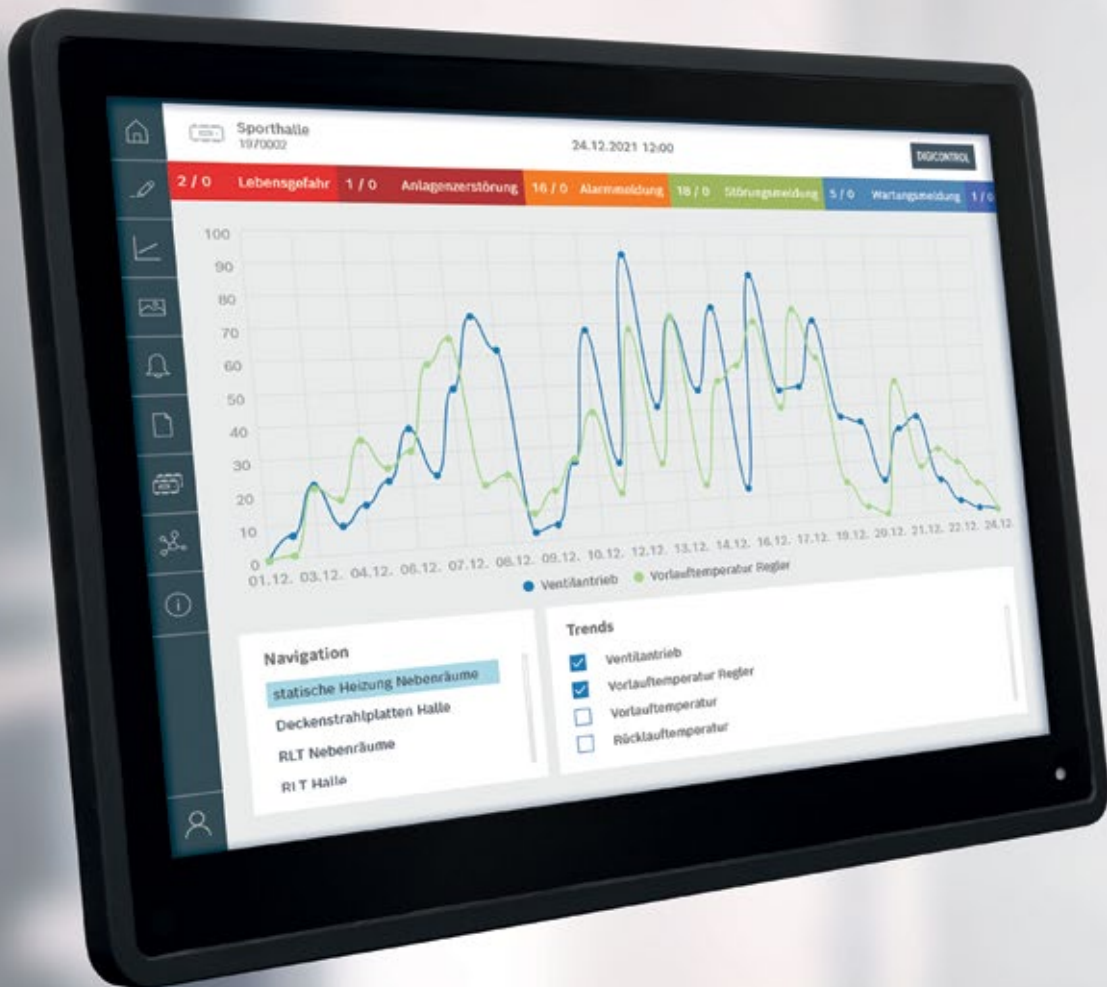 Sporthalle
1970002
24.12.2021 12:00
DIGICONTROL
2 / 0 Lebensgefahr 1 / 0 Anlagenzerstörung 16 / 0 Alarmmeldung 18 / 0 Störungsmeldung 5 / 0 Wartungsmeldung 1 / 0
100
90
80
70
60
50
40
30
20
10
0
01.12. 03.12. 04.12. 06.12. 07.12. 08.12. 09.12. 10.12. 12.12. 13.12. 14.12. 16.12. 17.12. 19.12. 20.12. 21.12. 22.12. 24.12.
Ventilantrieb Vorlauftemperatur Regler
Navigation
statische Heizung Nebenräume
Deckenstrahlplatten Halle
RLT Nebenräume
RLT Halle
Trends
Ventilantrieb
Vorlauftemperatur Regler
Vorlauftemperatur
Rücklauftemperatur